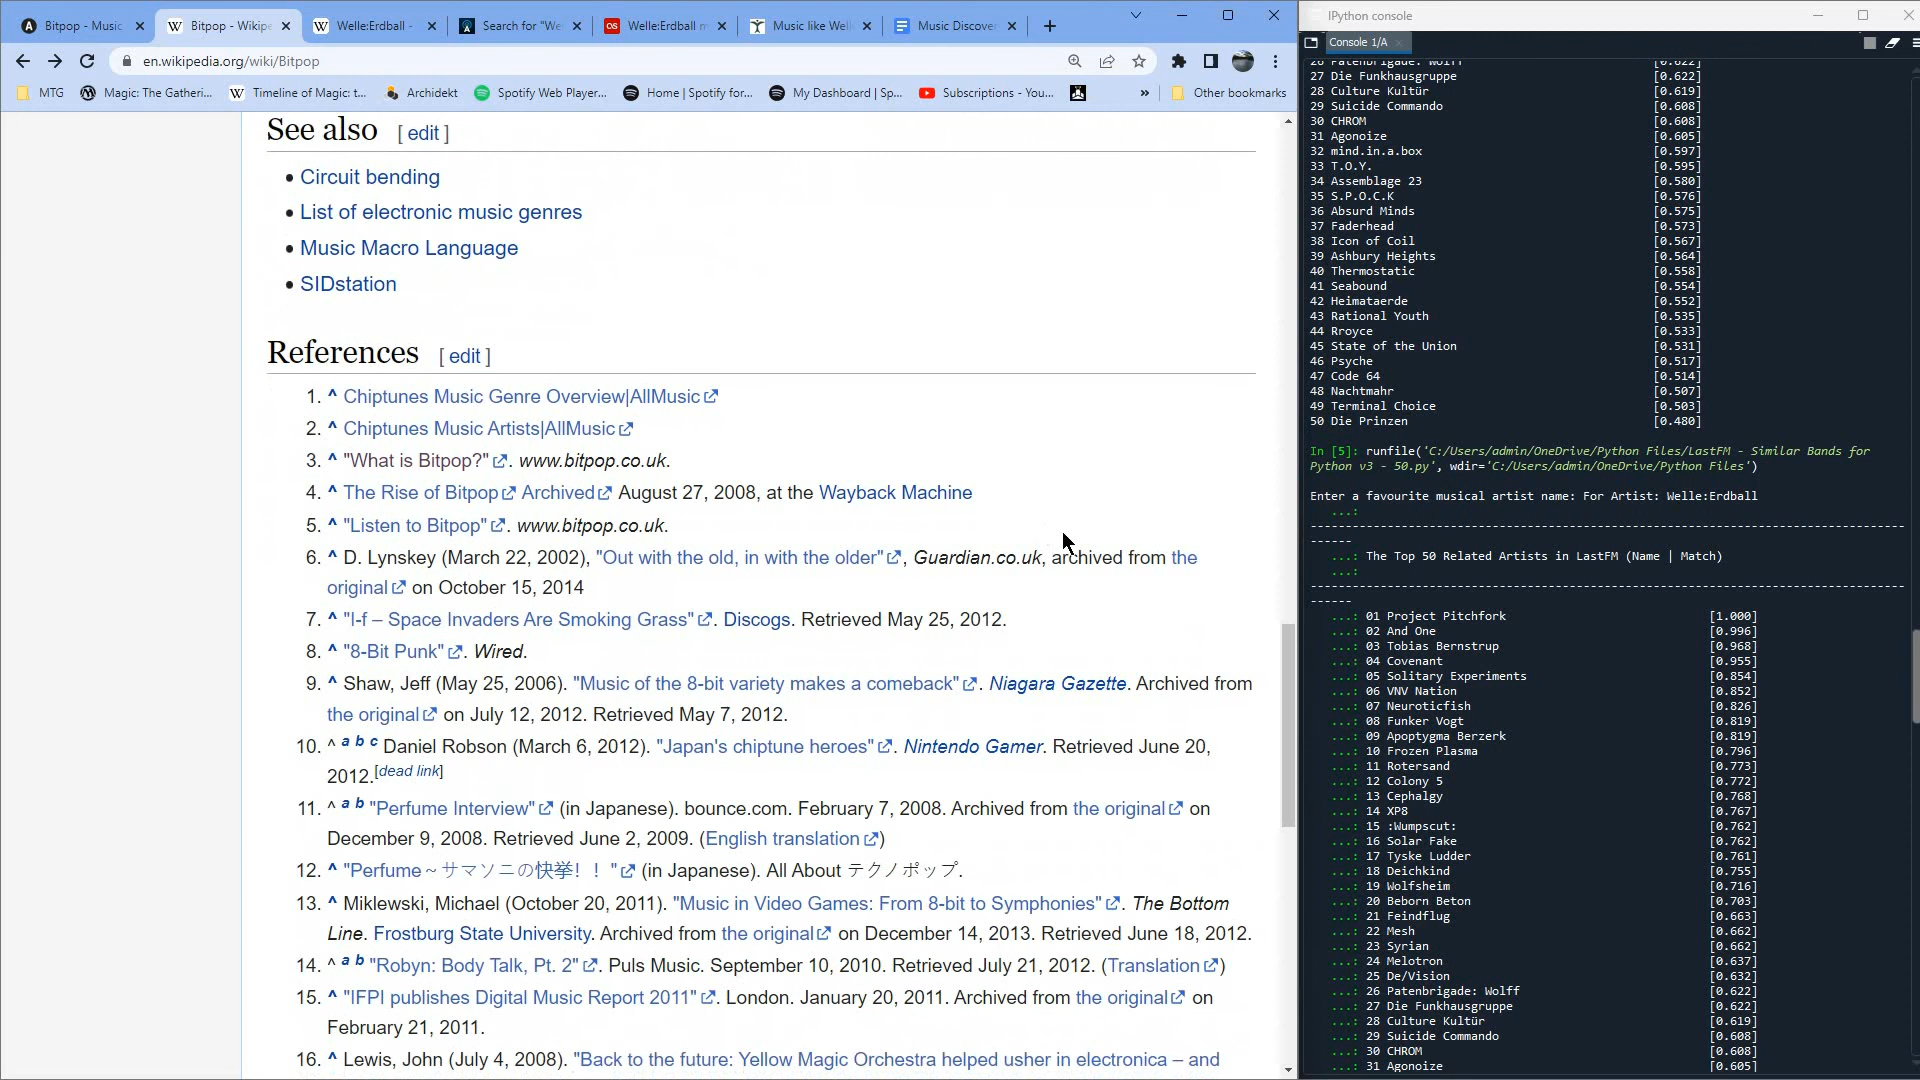 Bitpop - Music
Bitpop - Wikipe
Welle:Erdball -
Search for "We
Welle:Erdball m
Music like Well
Music Discover
en.wikipedia.org/wiki/Bitpop
MTG
Magic: The Gatheri...
Timeline of Magic: t...
Archidekt
Spotify Web Player...
Home | Spotify for...
My Dashboard | Sp...
Subscriptions - You...
»
Other bookmarks
See also [ edit ]
• Circuit bending
• List of electronic music genres
• Music Macro Language
• SIDstation
References [ edit ]
1. ^ Chiptunes Music Genre Overview|AllMusic
2. ^ Chiptunes Music Artists|AllMusic
3. ^ "What is Bitpop?". www.bitpop.co.uk.
4. ^ The Rise of Bitpop Archived August 27, 2008, at the Wayback Machine
5. ^ "Listen to Bitpop". www.bitpop.co.uk.
6. ^ D. Lynskey (March 22, 2002), "Out with the old, in with the older", Guardian.co.uk, archived from the
original on October 15, 2014
7. ^ "I-f – Space Invaders Are Smoking Grass". Discogs. Retrieved May 25, 2012.
8. ^ "8-Bit Punk". Wired.
9. ^ Shaw, Jeff (May 25, 2006). "Music of the 8-bit variety makes a comeback". Niagara Gazette. Archived from
the original on July 12, 2012. Retrieved May 7, 2012.
10. ^ a b c Daniel Robson (March 6, 2012). "Japan's chiptune heroes". Nintendo Gamer. Retrieved June 20,
2012.[dead link]
11. ^ a b "Perfume Interview" (in Japanese). bounce.com. February 7, 2008. Archived from the original on
December 9, 2008. Retrieved June 2, 2009. (English translation)
12. ^ "Perfume～サマソニの快挙！！" (in Japanese). All About テクノポップ.
13. ^ Miklewski, Michael (October 20, 2011). "Music in Video Games: From 8-bit to Symphonies". The Bottom
Line. Frostburg State University. Archived from the original on December 14, 2013. Retrieved June 18, 2012.
14. ^ a b "Robyn: Body Talk, Pt. 2". Puls Music. September 10, 2010. Retrieved July 21, 2012. (Translation)
15. ^ "IFPI publishes Digital Music Report 2011". London. January 20, 2011. Archived from the original on
February 21, 2011.
16. ^ Lewis, John (July 4, 2008). "Back to the future: Yellow Magic Orchestra helped usher in electronica – and
IPython console
Console 1/A
26 Patenbrigade: Wolff [0.622]
27 Die Funkhausgruppe [0.622]
28 Culture Kultür [0.619]
29 Suicide Commando [0.608]
30 CHROM [0.608]
31 Agonoize [0.605]
32 mind.in.a.box [0.597]
33 T.O.Y. [0.595]
34 Assemblage 23 [0.580]
35 S.P.O.C.K [0.576]
36 Absurd Minds [0.575]
37 Faderhead [0.573]
38 Icon of Coil [0.567]
39 Ashbury Heights [0.564]
40 Thermostatic [0.558]
41 Seabound [0.554]
42 Heimataerde [0.552]
43 Rational Youth [0.535]
44 Rroyce [0.533]
45 State of the Union [0.531]
46 Psyche [0.517]
47 Code 64 [0.514]
48 Nachtmahr [0.507]
49 Terminal Choice [0.503]
50 Die Prinzen [0.480]
In [5]: runfile('C:/Users/admin/OneDrive/Python Files/LastFM - Similar Bands for
Python v3 - 50.py', wdir='C:/Users/admin/OneDrive/Python Files')
Enter a favourite musical artist name: For Artist: Welle:Erdball
...:
------------------------------------------------------------------------------------
------
...: The Top 50 Related Artists in LastFM (Name | Match)
...:
------------------------------------------------------------------------------------
------
...: 01 Project Pitchfork [1.000]
...: 02 And One [0.996]
...: 03 Tobias Bernstrup [0.968]
...: 04 Covenant [0.955]
...: 05 Solitary Experiments [0.854]
...: 06 VNV Nation [0.852]
...: 07 Neuroticfish [0.826]
...: 08 Funker Vogt [0.819]
...: 09 Apoptygma Berzerk [0.819]
...: 10 Frozen Plasma [0.796]
...: 11 Rotersand [0.773]
...: 12 Colony 5 [0.772]
...: 13 Cephalgy [0.768]
...: 14 XP8 [0.767]
...: 15 :Wumpscut: [0.762]
...: 16 Solar Fake [0.762]
...: 17 Tyske Ludder [0.761]
...: 18 Deichkind [0.755]
...: 19 Wolfsheim [0.716]
...: 20 Beborn Beton [0.703]
...: 21 Feindflug [0.663]
...: 22 Mesh [0.662]
...: 23 Syrian [0.662]
...: 24 Melotron [0.637]
...: 25 De/Vision [0.632]
...: 26 Patenbrigade: Wolff [0.622]
...: 27 Die Funkhausgruppe [0.622]
...: 28 Culture Kultür [0.619]
...: 29 Suicide Commando [0.608]
...: 30 CHROM [0.608]
...: 31 Agonoize [0.605]